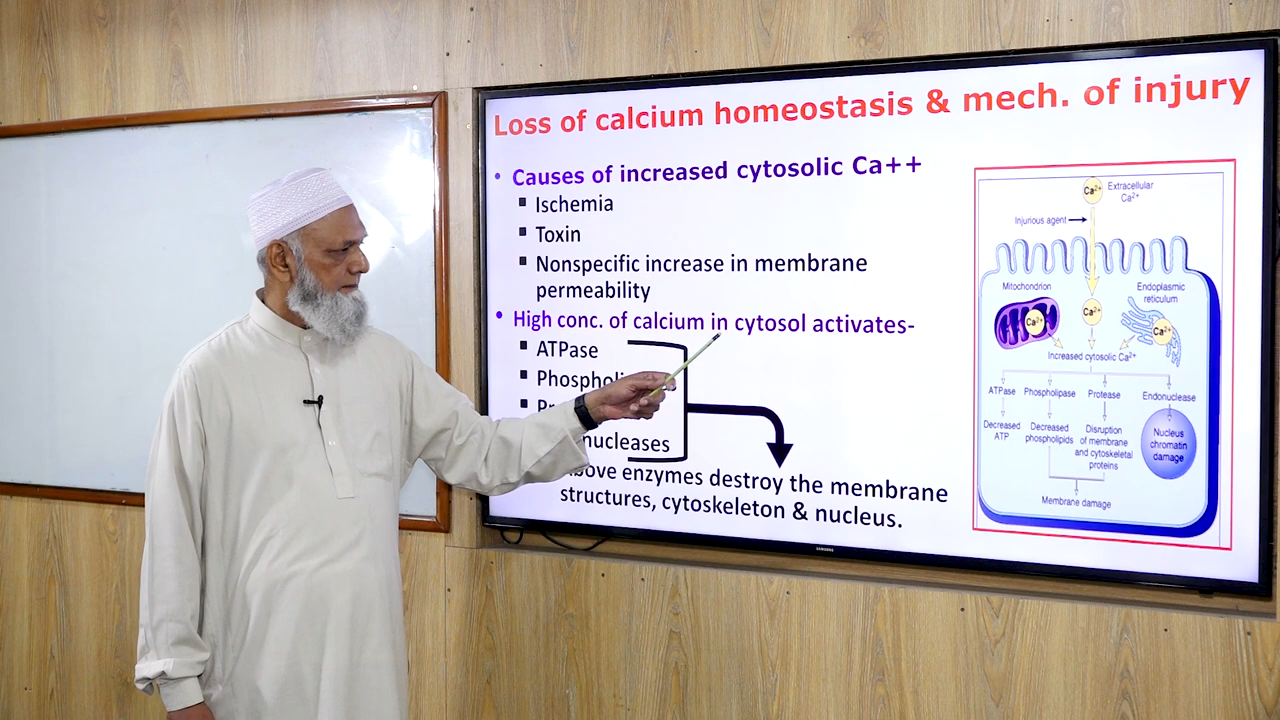 Loss of calcium homeostasis & mech. of injury
• Causes of increased cytosolic Ca++
▪ Ischemia
▪ Toxin
▪ Nonspecific increase in membrane
permeability
• High conc. of calcium in cytosol activates-
▪ ATPase
▪ Phosphol
▪ Pr
nucleases
bove enzymes destroy the membrane
structures, cytoskeleton & nucleus.
Ca²⁺
Extracellular
Ca²⁺
Injurious agent
Mitochondrion
Endoplasmic
reticulum
Ca²⁺
Ca²⁺
Ca²⁺
Increased cytosolic Ca²⁺
ATPase
Phospholipase
Protease
Endonuclease
Decreased
ATP
Decreased
phospholipids
Disruption
of membrane
and cytoskeletal
proteins
Nucleus
chromatin
damage
Membrane damage
SAMSUNG